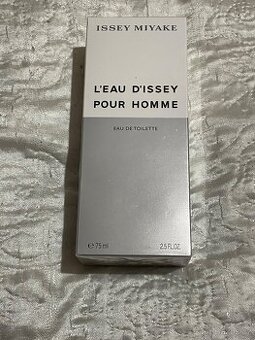 ISSEY MIYAKE
L'EAU D'ISSEY
POUR HOMME
EAU DE TOILETTE
℮ 75 ml 2.5 FL.OZ.